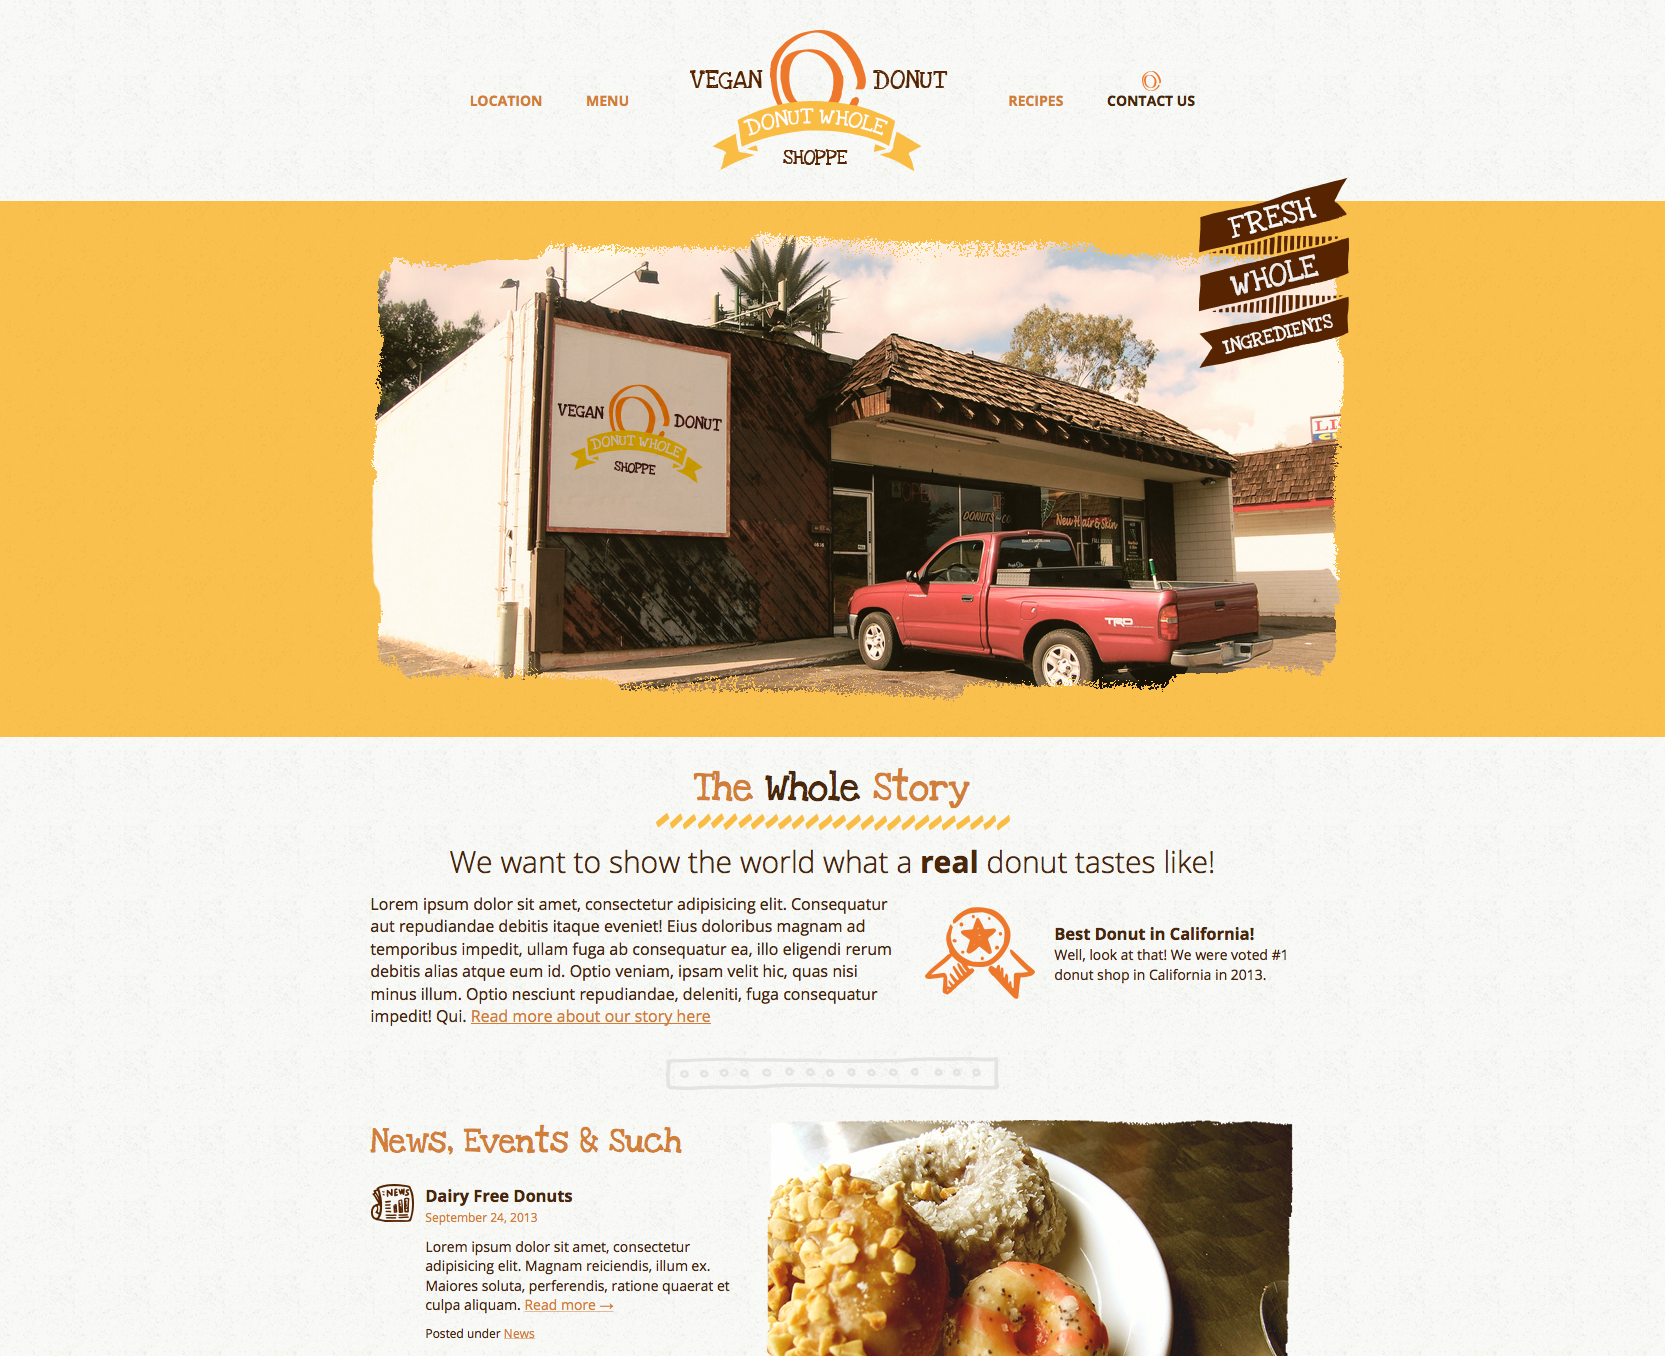 VEGAN DONUT
LOCATION MENU RECIPES CONTACT US
DONUT WHOLE
SHOPPE
FRESH
WHOLE
INGREDIENTS
VEGAN DONUT
DONUT WHOLE
SHOPPE
DONUTS
New Hair & Skin
TRD
The Whole Story
We want to show the world what a real donut tastes like!
Lorem ipsum dolor sit amet, consectetur adipisicing elit. Consequatur
aut repudiandae debitis itaque eveniet! Eius doloribus magnam ad
temporibus impedit, ullam fuga ab consequatur ea, illo eligendi rerum
debitis alias atque eum id. Optio veniam, ipsam velit hic, quas nisi
minus illum. Optio nesciunt repudiandae, deleniti, fuga consequatur
impedit! Qui. Read more about our story here
Best Donut in California!
Well, look at that! We were voted #1
donut shop in California in 2013.
News, Events & Such
NEWS
Dairy Free Donuts
September 24, 2013
Lorem ipsum dolor sit amet, consectetur
adipisicing elit. Magnam reiciendis, illum ex.
Maiores soluta, perferendis, ratione quaerat et
culpa aliquam. Read more →
Posted under News